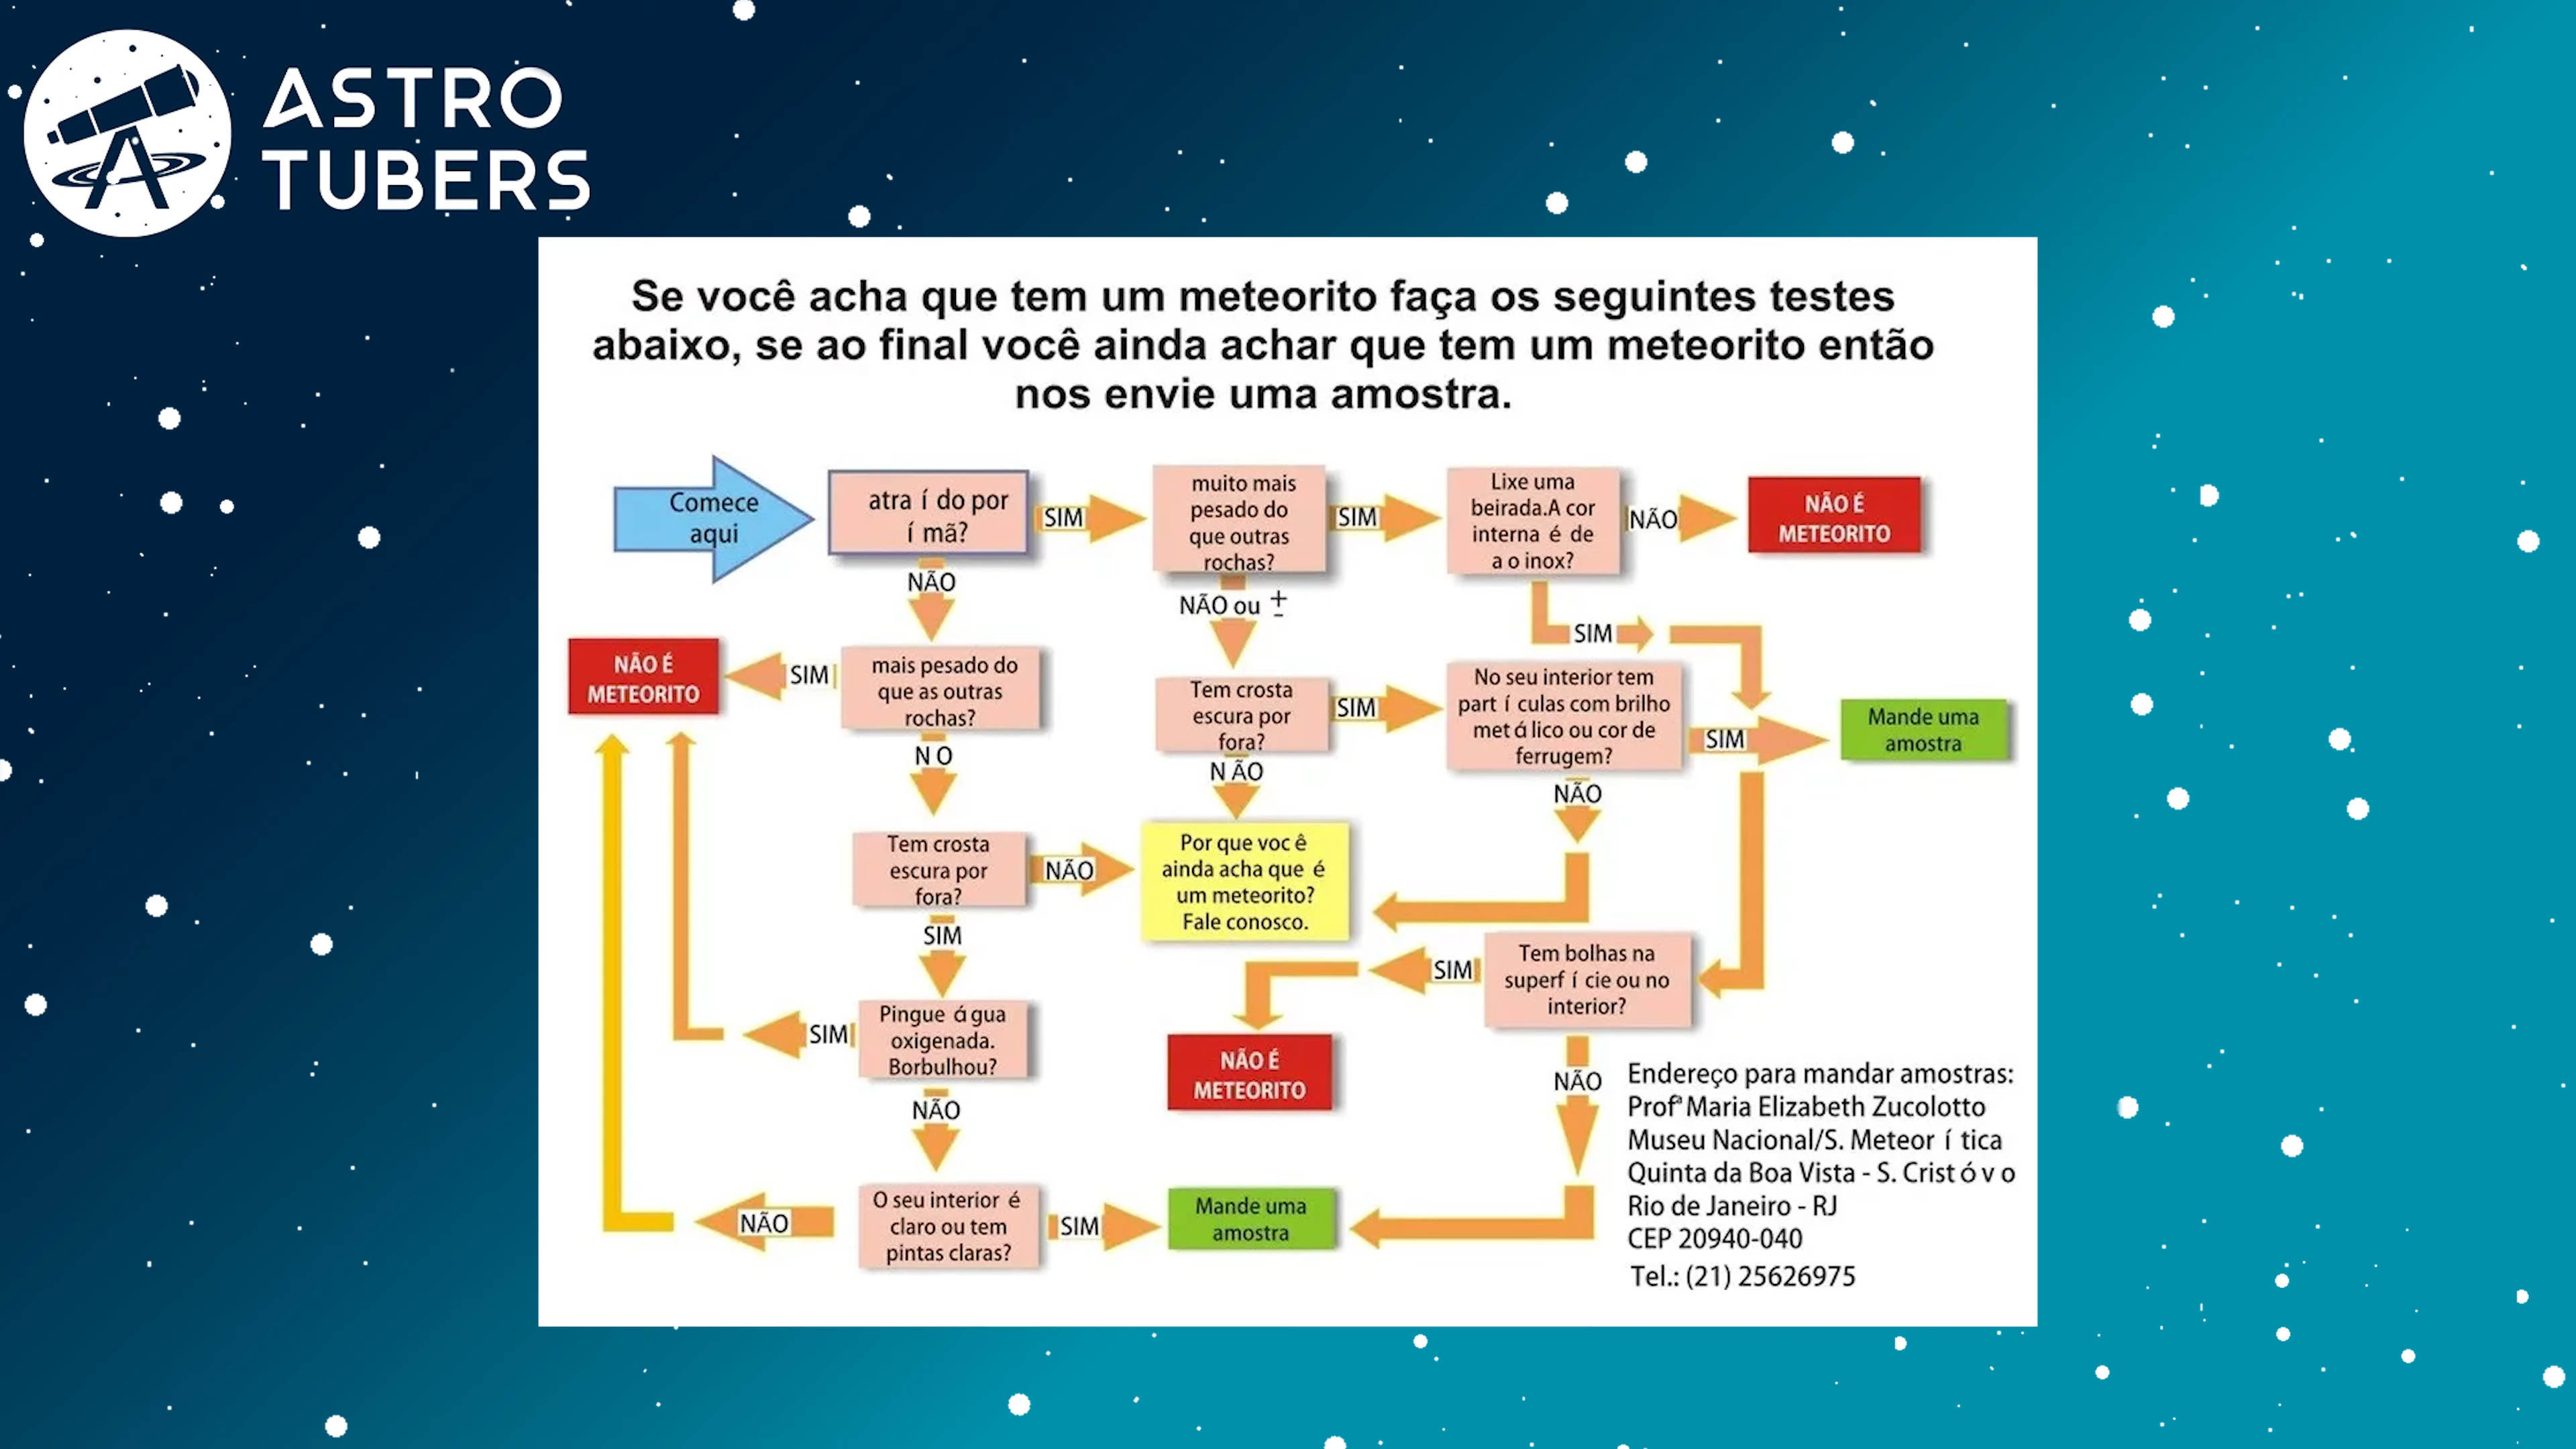 ASTRO
TUBERS
Se você acha que tem um meteorito faça os seguintes testes
abaixo, se ao final você ainda achar que tem um meteorito então
nos envie uma amostra.
Comece
aqui
atra í do por
í mã?
SIM
muito mais
pesado do
que outras
rochas?
SIM
Lixe uma
beirada.A cor
interna é de
a o inox?
NÃO
NÃO É
METEORITO
NÃO
NÃO ou ±
SIM
NÃO É
METEORITO
SIM
mais pesado do
que as outras
rochas?
Tem crosta
escura por
fora?
SIM
No seu interior tem
part í culas com brilho
met á lico ou cor de
ferrugem?
SIM
Mande uma
amostra
N O
N ÃO
NÃO
Tem crosta
escura por
fora?
NÃO
Por que voc ê
ainda acha que é
um meteorito?
Fale conosco.
SIM
SIM
Tem bolhas na
superf í cie ou no
interior?
SIM
Pingue á gua
oxigenada.
Borbulhou?
NÃO É
METEORITO
NÃO
NÃO
NÃO
O seu interior é
claro ou tem
pintas claras?
SIM
Mande uma
amostra
Endereço para mandar amostras:
Profª Maria Elizabeth Zucolotto
Museu Nacional/S. Meteor í tica
Quinta da Boa Vista - S. Crist ó v o
Rio de Janeiro - RJ
CEP 20940-040
Tel.: (21) 25626975